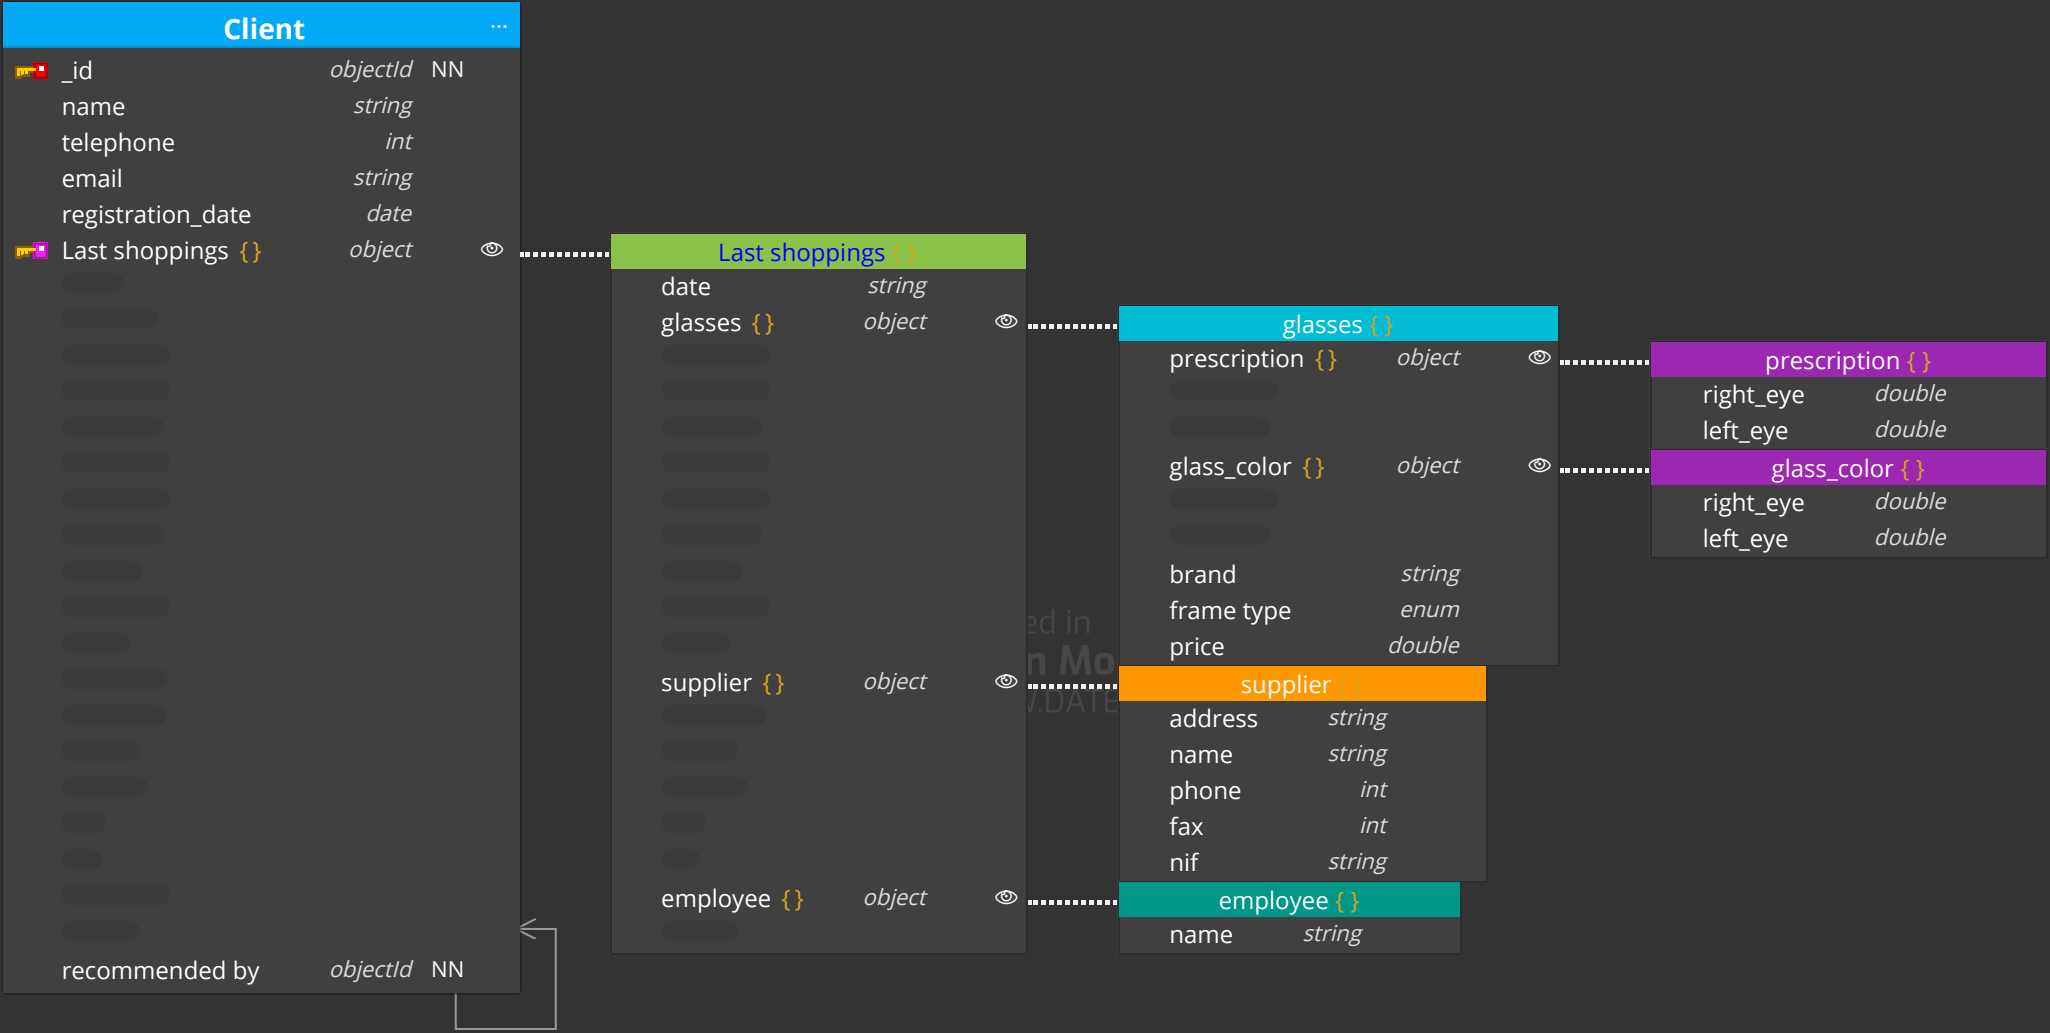 Client ...
_id objectId NN
name string
telephone int
email string
registration_date date
Last shoppings {} object
recommended by objectId NN
Last shoppings {}
date string
glasses {} object
supplier {} object
employee {} object
glasses {}
prescription {} object
glass_color {} object
brand string
frame type enum
price double
supplier {}
address string
name string
phone int
fax int
nif string
employee {}
name string
prescription {}
right_eye double
left_eye double
glass_color {}
right_eye double
left_eye double
ed in
n Mo